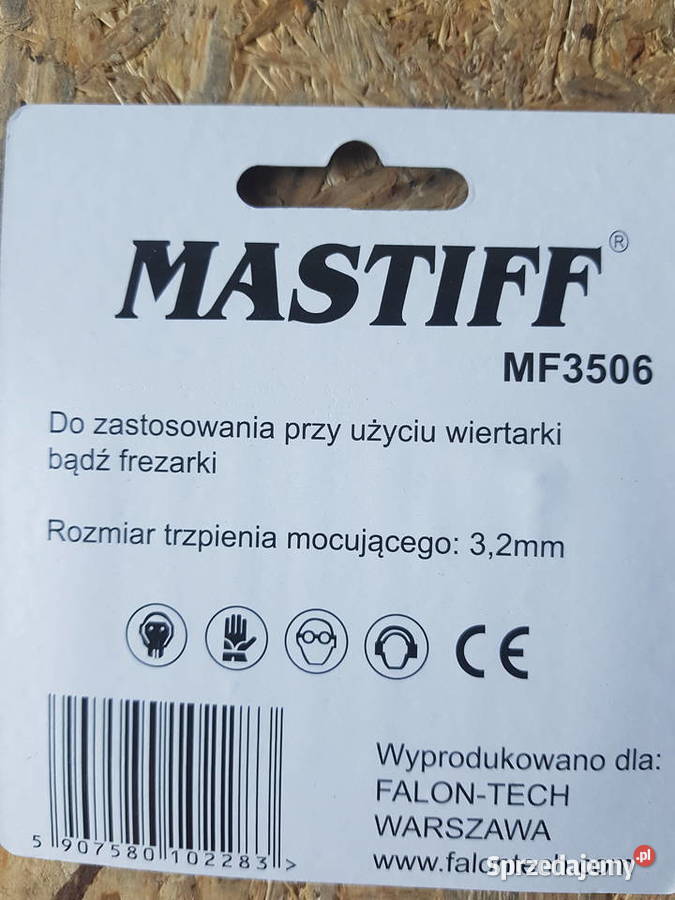 MASTIFF®
MF3506
Do zastosowania przy użyciu wiertarki
bądź frezarki
Rozmiar trzpienia mocującego: 3,2mm
CE
5 907580 102283 >
Wyprodukowano dla:
FALON-TECH
WARSZAWA
Sprzedajemy.pl